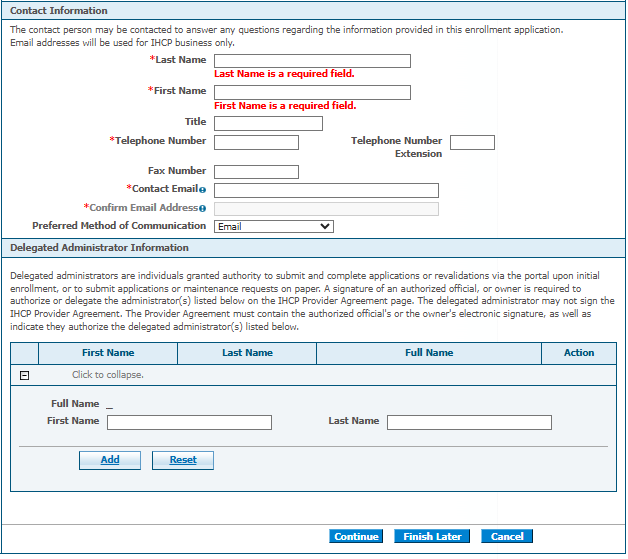 Contact Information
The contact person may be contacted to answer any questions regarding the information provided in this enrollment application.
Email addresses will be used for IHCP business only.
*Last Name
Last Name is a required field.
*First Name
First Name is a required field.
Title
*Telephone Number
Telephone Number
Extension
Fax Number
*Contact Email
*Confirm Email Address
Preferred Method of Communication Email
Delegated Administrator Information
Delegated administrators are individuals granted authority to submit and complete applications or revalidations via the portal upon initial
enrollment, or to submit applications or maintenance requests on paper. A signature of an authorized official, or owner is required to
authorize or delegate the administrator(s) listed below on the IHCP Provider Agreement page. The delegated administrator may not sign the
IHCP Provider Agreement. The Provider Agreement must contain the authorized official's or the owner's electronic signature, as well as
indicate they authorize the delegated administrator(s) listed below.
First Name Last Name Full Name Action
Click to collapse.
Full Name _
First Name Last Name
Add Reset
Continue Finish Later Cancel